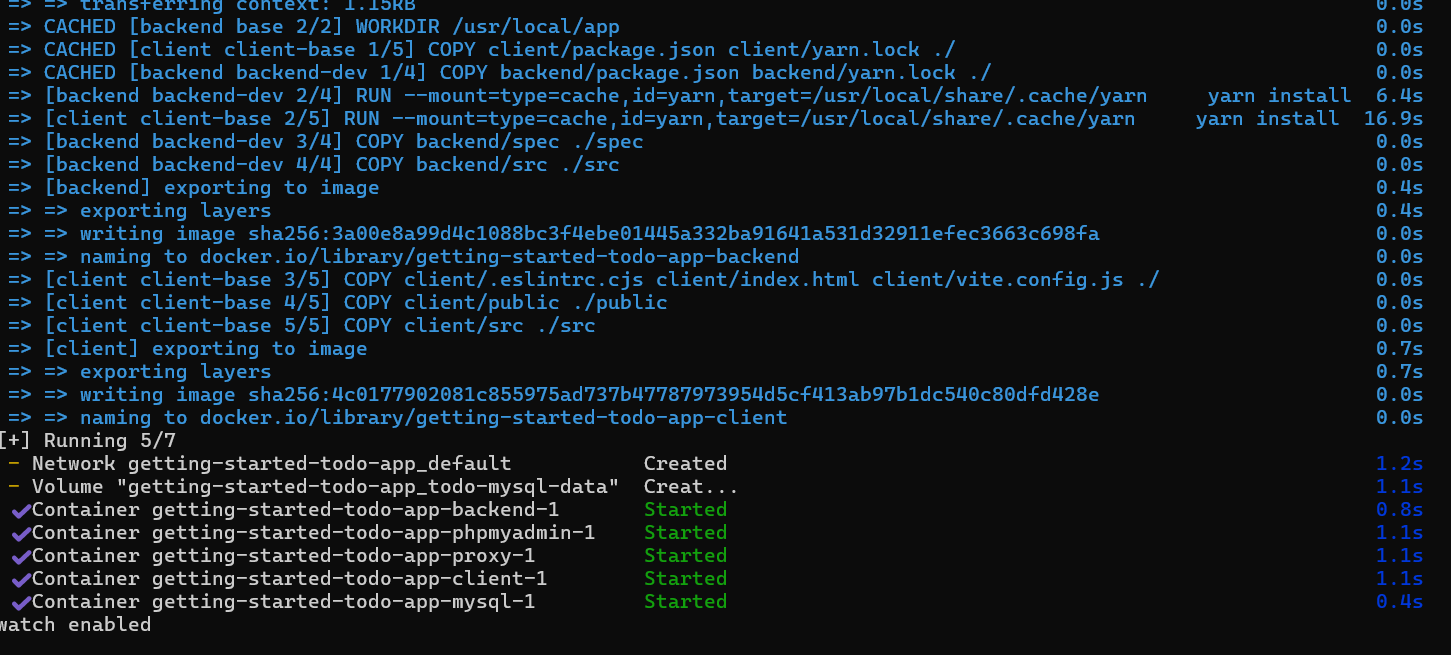 => => transferring context: 1.15kB 0.0s
=> CACHED [backend base 2/2] WORKDIR /usr/local/app 0.0s
=> CACHED [client client-base 1/5] COPY client/package.json client/yarn.lock ./ 0.0s
=> CACHED [backend backend-dev 1/4] COPY backend/package.json backend/yarn.lock ./ 0.0s
=> [backend backend-dev 2/4] RUN --mount=type=cache,id=yarn,target=/usr/local/share/.cache/yarn     yarn install 6.4s
=> [client client-base 2/5] RUN --mount=type=cache,id=yarn,target=/usr/local/share/.cache/yarn     yarn install 16.9s
=> [backend backend-dev 3/4] COPY backend/spec ./spec 0.0s
=> [backend backend-dev 4/4] COPY backend/src ./src 0.0s
=> [backend] exporting to image 0.4s
=> => exporting layers 0.4s
=> => writing image sha256:3a00e8a99d4c1088bc3f4ebe01445a332ba91641a531d32911efec3663c698fa 0.0s
=> => naming to docker.io/library/getting-started-todo-app-backend 0.0s
=> [client client-base 3/5] COPY client/.eslintrc.cjs client/index.html client/vite.config.js ./ 0.0s
=> [client client-base 4/5] COPY client/public ./public 0.0s
=> [client client-base 5/5] COPY client/src ./src 0.0s
=> [client] exporting to image 0.7s
=> => exporting layers 0.7s
=> => writing image sha256:4c0177902081c855975ad737b47787973954d5cf413ab97b1dc540c80dfd428e 0.0s
=> => naming to docker.io/library/getting-started-todo-app-client 0.0s
[+] Running 5/7
- Network getting-started-todo-app_default Created 1.2s
- Volume "getting-started-todo-app_todo-mysql-data" Creat... 1.1s
✔Container getting-started-todo-app-backend-1 Started 0.8s
✔Container getting-started-todo-app-phpmyadmin-1 Started 1.1s
✔Container getting-started-todo-app-proxy-1 Started 1.1s
✔Container getting-started-todo-app-client-1 Started 1.1s
✔Container getting-started-todo-app-mysql-1 Started 0.4s
watch enabled